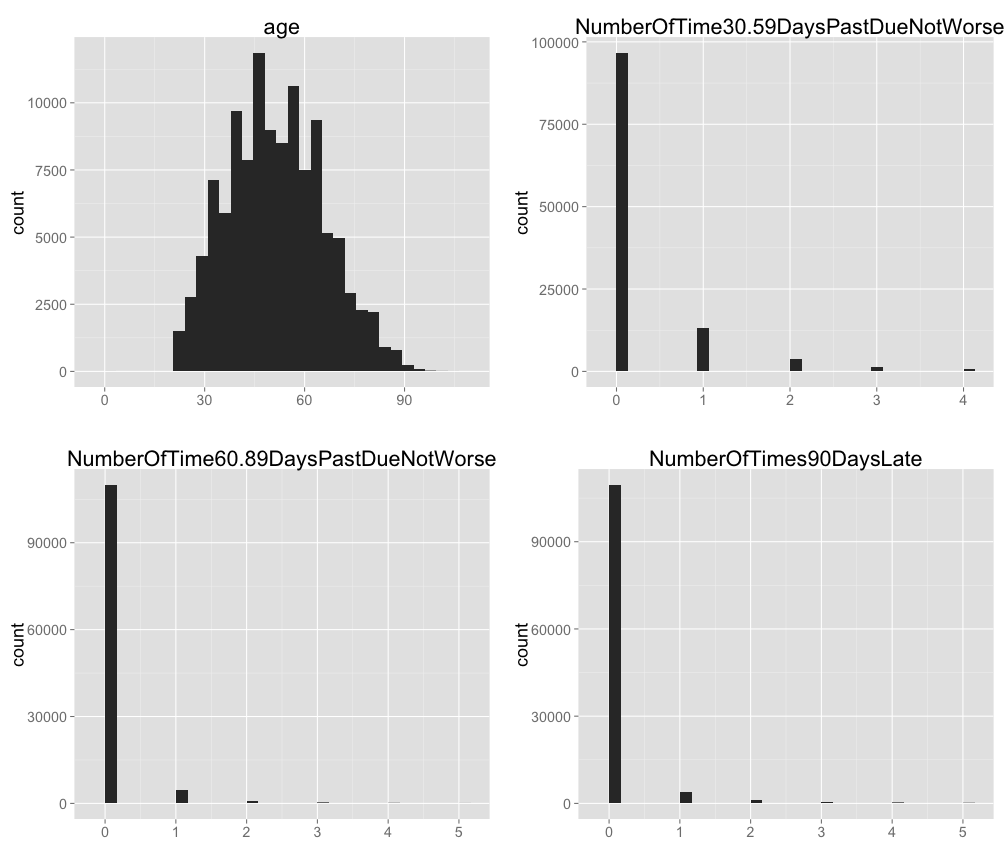 age
count
10000
7500
5000
2500
0
0 30 60 90
NumberOfTime30.59DaysPastDueNotWorse
count
100000
75000
50000
25000
0
0 1 2 3 4
NumberOfTime60.89DaysPastDueNotWorse
count
90000
60000
30000
0
0 1 2 3 4 5
NumberOfTimes90DaysLate
count
90000
60000
30000
0
0 1 2 3 4 5